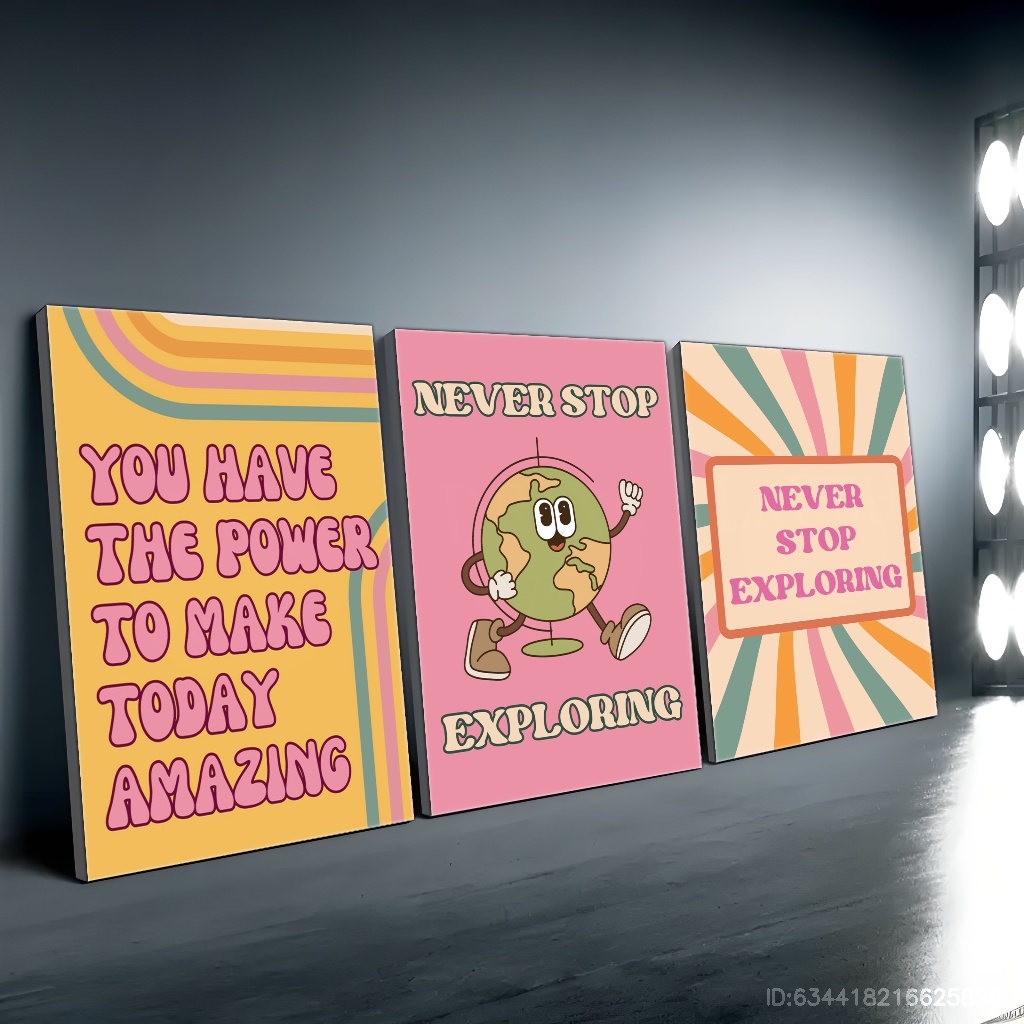 YOU HAVE
THE POWER
TO MAKE
TODAY
AMAZING
NEVER STOP
EXPLORING
NEVER
STOP
EXPLORING